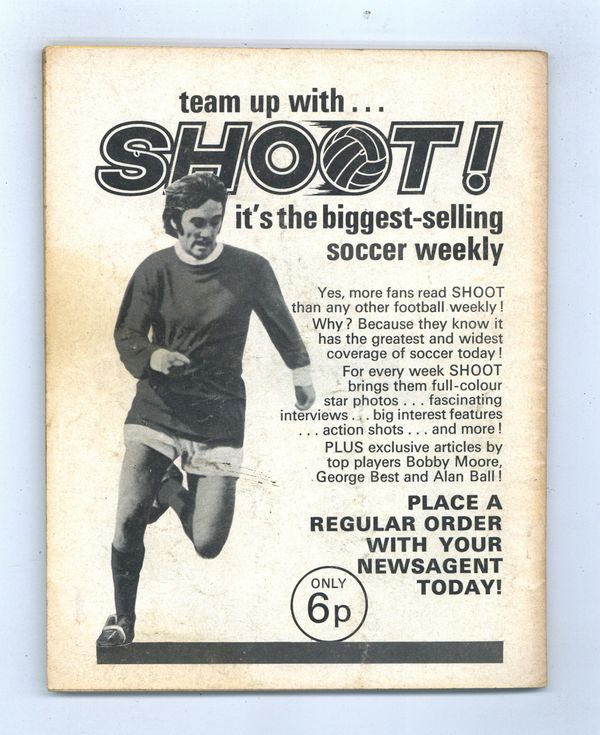 team up with...
SHOOT!
it's the biggest-selling
soccer weekly
Yes, more fans read SHOOT
than any other football weekly!
Why? Because they know it
has the greatest and widest
coverage of soccer today!
For every week SHOOT
brings them full-colour
star photos... fascinating
interviews... big interest features
... action shots... and more!
PLUS exclusive articles by
top players Bobby Moore,
George Best and Alan Ball!
PLACE A
REGULAR ORDER
WITH YOUR
NEWSAGENT
TODAY!
ONLY
6p